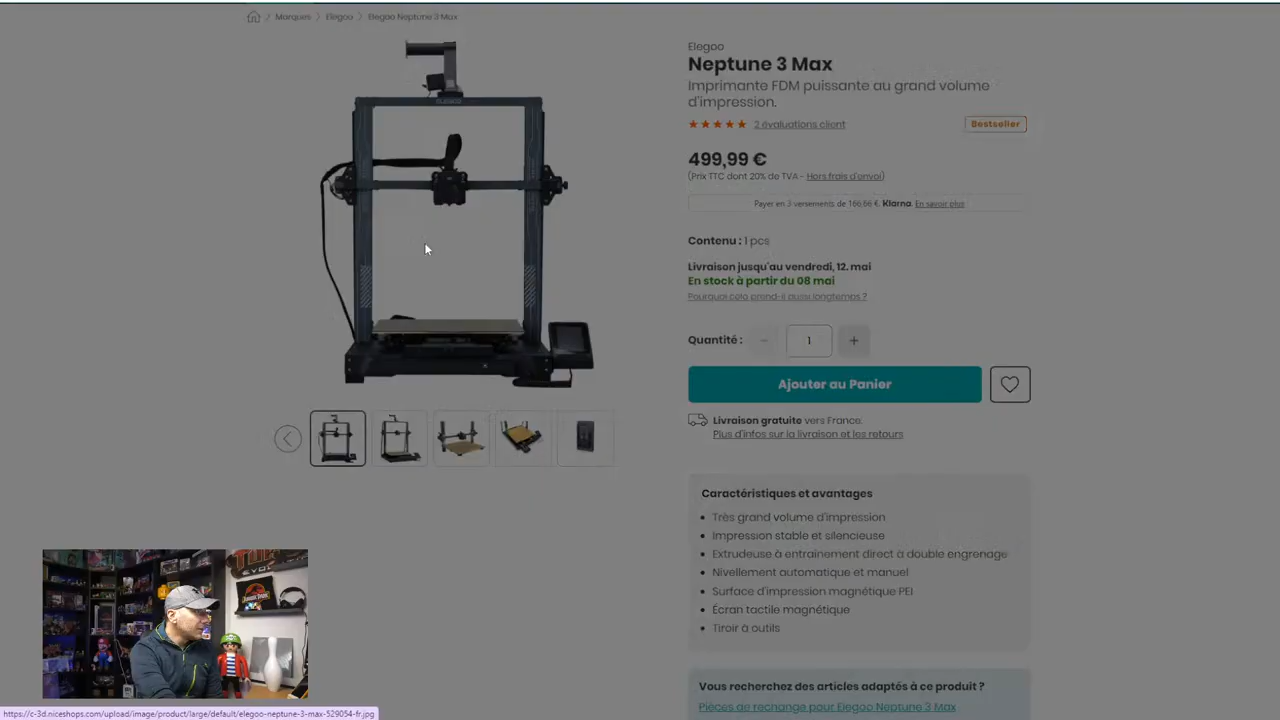 Marques
Elegoo
Elegoo Neptune 3 Max
Elegoo
Neptune 3 Max
Imprimante FDM puissante au grand volume
d'impression.
2 évaluations client
Bestseller
499,99 €
(Prix TTC dont 20% de TVA - Hors frais d'envoi)
Payer en 3 versements de 166,66 €. Klarna. En savoir plus
Contenu : 1 pcs
Livraison jusqu'au vendredi, 12. mai
En stock à partir du 08 mai
Pourquoi cela prend-il aussi longtemps ?
Quantité :
−
1
+
Ajouter au Panier
Livraison gratuite vers France.
Plus d'infos sur la livraison et les retours
Caractéristiques et avantages
• Très grand volume d'impression
• Impression stable et silencieuse
• Extrudeuse à entrainement direct à double engrenage
• Nivellement automatique et manuel
• Surface d'impression magnétique PEI
• Écran tactile magnétique
• Tiroir à outils
JURASSIC PARK
Vous recherchez des articles adaptés à ce produit ?
Pièces de rechange pour Elegoo Neptune 3 Max
https://c-3d.niceshops.com/upload/image/product/large/default/elegoo-neptune-3-max-529054-fr.jpg